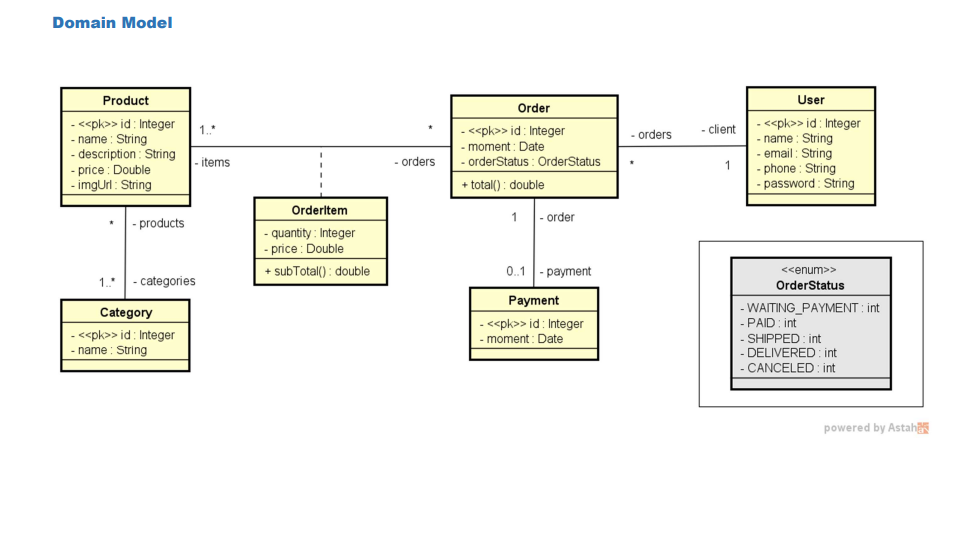 Domain Model
Product
- <<pk>> id : Integer
- name : String
- description : String
- price : Double
- imgUrl : String
1..*
- items
*
- orders
Order
- <<pk>> id : Integer
- moment : Date
- orderStatus : OrderStatus
+ total() : double
- orders
*
- client
1
User
- <<pk>> id : Integer
- name : String
- email : String
- phone : String
- password : String
OrderItem
- quantity : Integer
- price : Double
+ subTotal() : double
* - products
1..* - categories
Category
- <<pk>> id : Integer
- name : String
1 - order
0..1 - payment
Payment
- <<pk>> id : Integer
- moment : Date
<<enum>>
OrderStatus
- WAITING_PAYMENT : int
- PAID : int
- SHIPPED : int
- DELIVERED : int
- CANCELED : int
powered by Astah